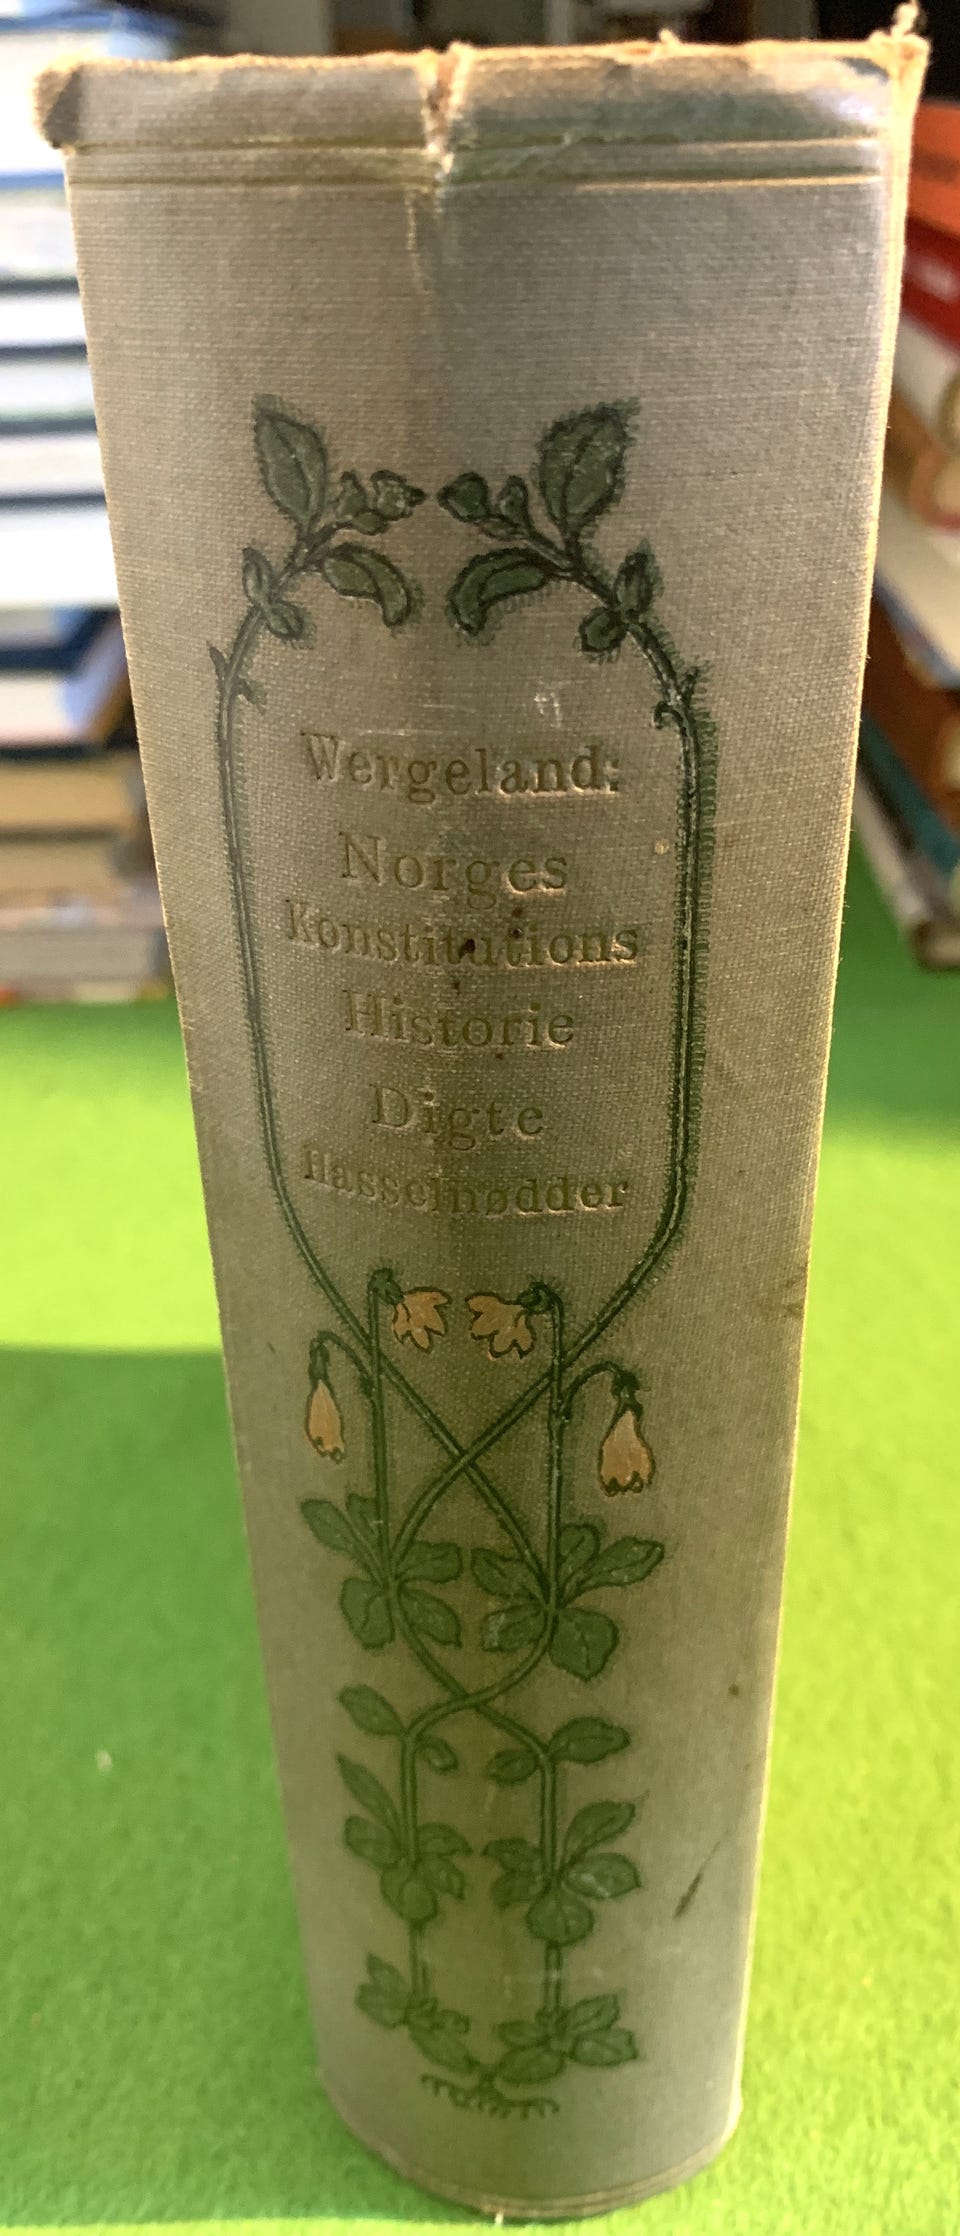 Wergeland:
Norges
Konstitutions
Historie
Digte
Hasselnødder